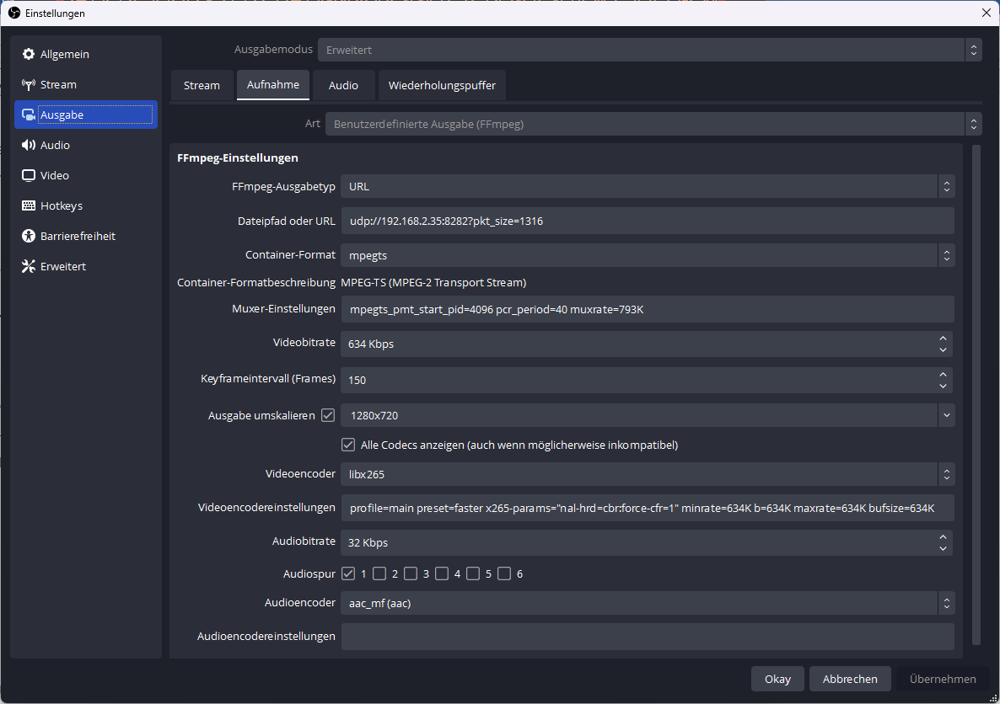 Einstellungen
Allgemein
Stream
Ausgabe
Audio
Video
Hotkeys
Barrierefreiheit
Erweitert
Ausgabemodus Erweitert
Stream Aufnahme Audio Wiederholungspuffer
Art Benutzerdefinierte Ausgabe (FFmpeg)
FFmpeg-Einstellungen
FFmpeg-Ausgabetyp URL
Dateipfad oder URL udp://192.168.2.35:8282?pkt_size=1316
Container-Format mpegts
Container-Formatbeschreibung MPEG-TS (MPEG-2 Transport Stream)
Muxer-Einstellungen mpegts_pmt_start_pid=4096 pcr_period=40 muxrate=793K
Videobitrate 634 Kbps
Keyframeintervall (Frames) 150
Ausgabe umskalieren 1280x720
Alle Codecs anzeigen (auch wenn möglicherweise inkompatibel)
Videoencoder libx265
Videoencodereinstellungen profile=main preset=faster x265-params="nal-hrd=cbr:force-cfr=1" minrate=634K b=634K maxrate=634K bufsize=634K
Audiobitrate 32 Kbps
Audiospur 1 2 3 4 5 6
Audioencoder aac_mf (aac)
Audioencodereinstellungen
Okay Abbrechen Übernehmen